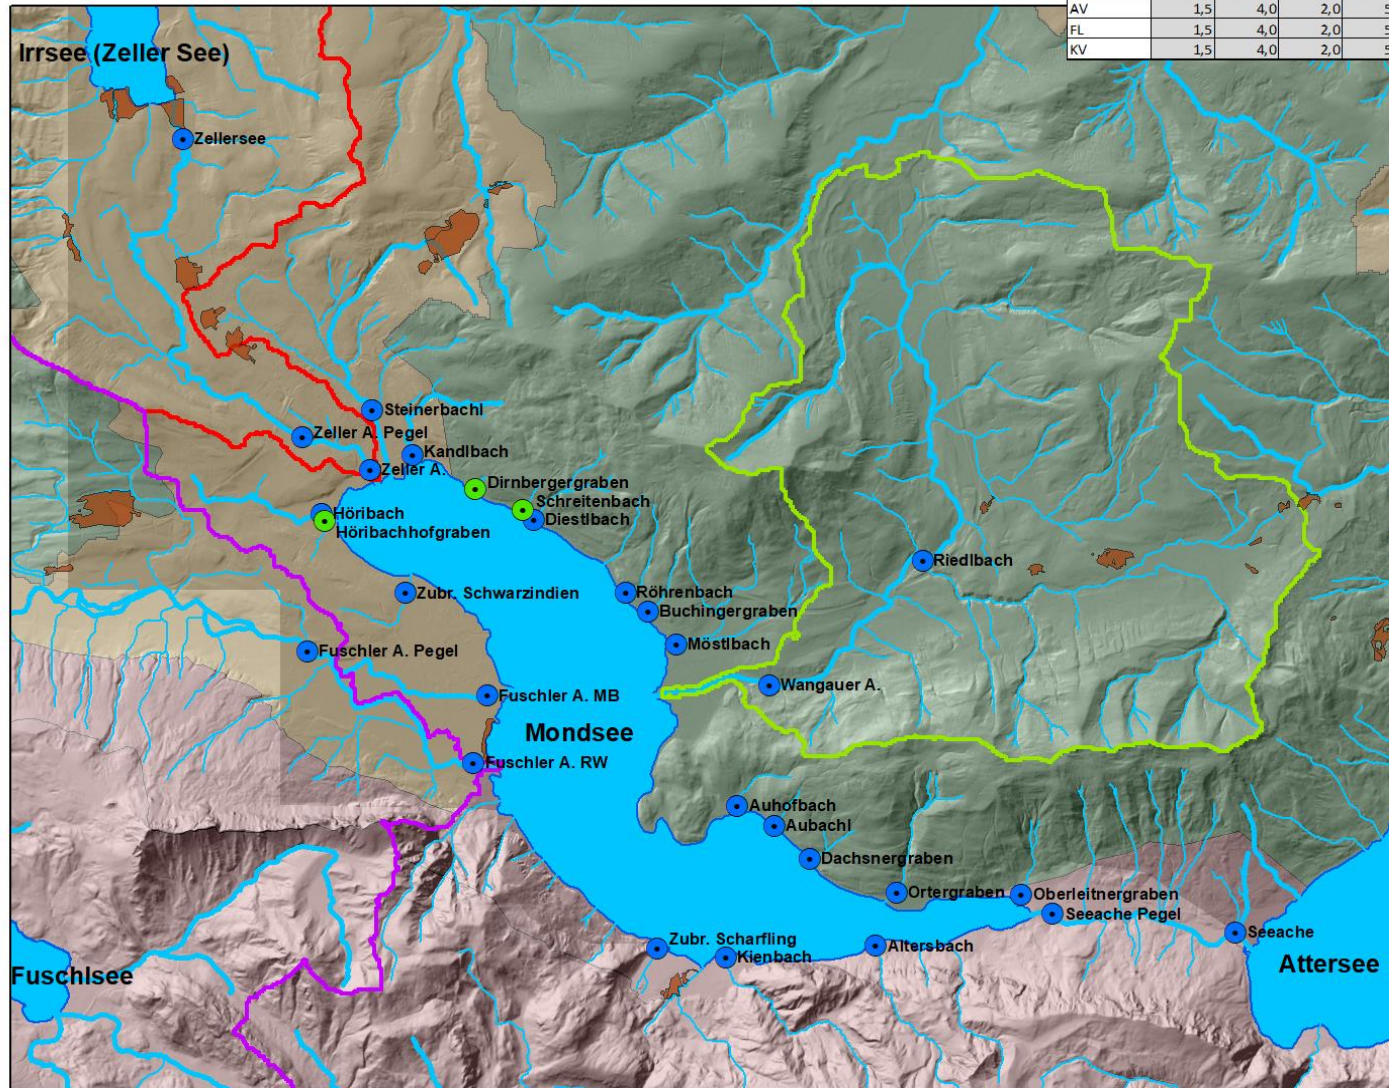 AV 1,5 4,0 2,0 5
FL 1,5 4,0 2,0 5
KV 1,5 4,0 2,0 5
Irrsee (Zeller See)
Zellersee
Steinerbachl
Zeller A. Pegel
Kandlbach
Zeller A.
Dirnbergergraben
Schreitenbach
Höribach
Diestlbach
Höribachhofgraben
Riedlbach
Zubr. Schwarzindien
Röhrenbach
Buchingergraben
Möstlbach
Fuschler A. Pegel
Wangauer A.
Fuschler A. MB
Mondsee
Fuschler A. RW
Auhofbach
Aubachl
Dachsnergraben
Ortergraben
Oberleitnergraben
Seeache Pegel
Seeache
Zubr. Scharfling
Altersbach
Kienbach
Attersee
Fuschlsee